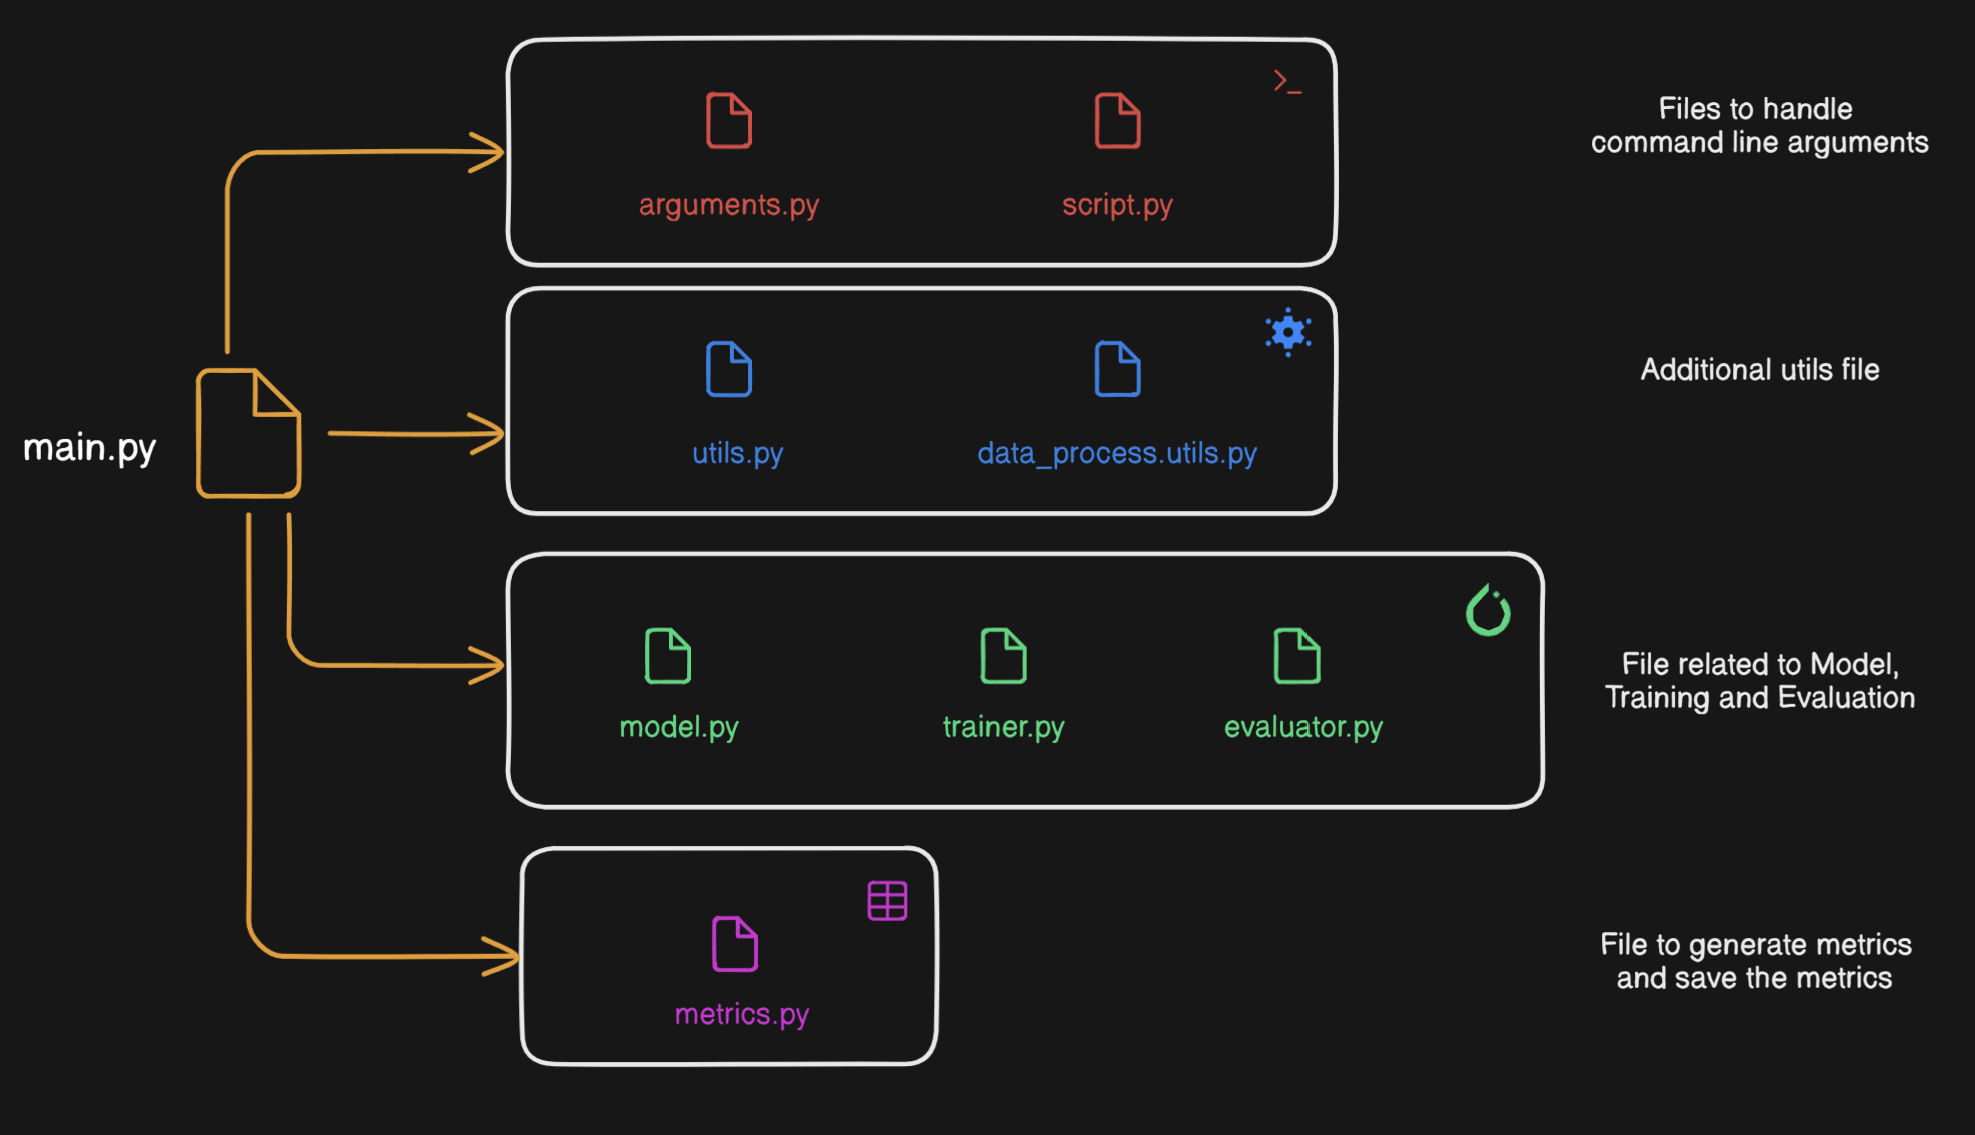 arguments.py
script.py
Files to handle
command line arguments
main.py
utils.py
data_process.utils.py
Additional utils file
model.py
trainer.py
evaluator.py
File related to Model,
Training and Evaluation
metrics.py
File to generate metrics
and save the metrics